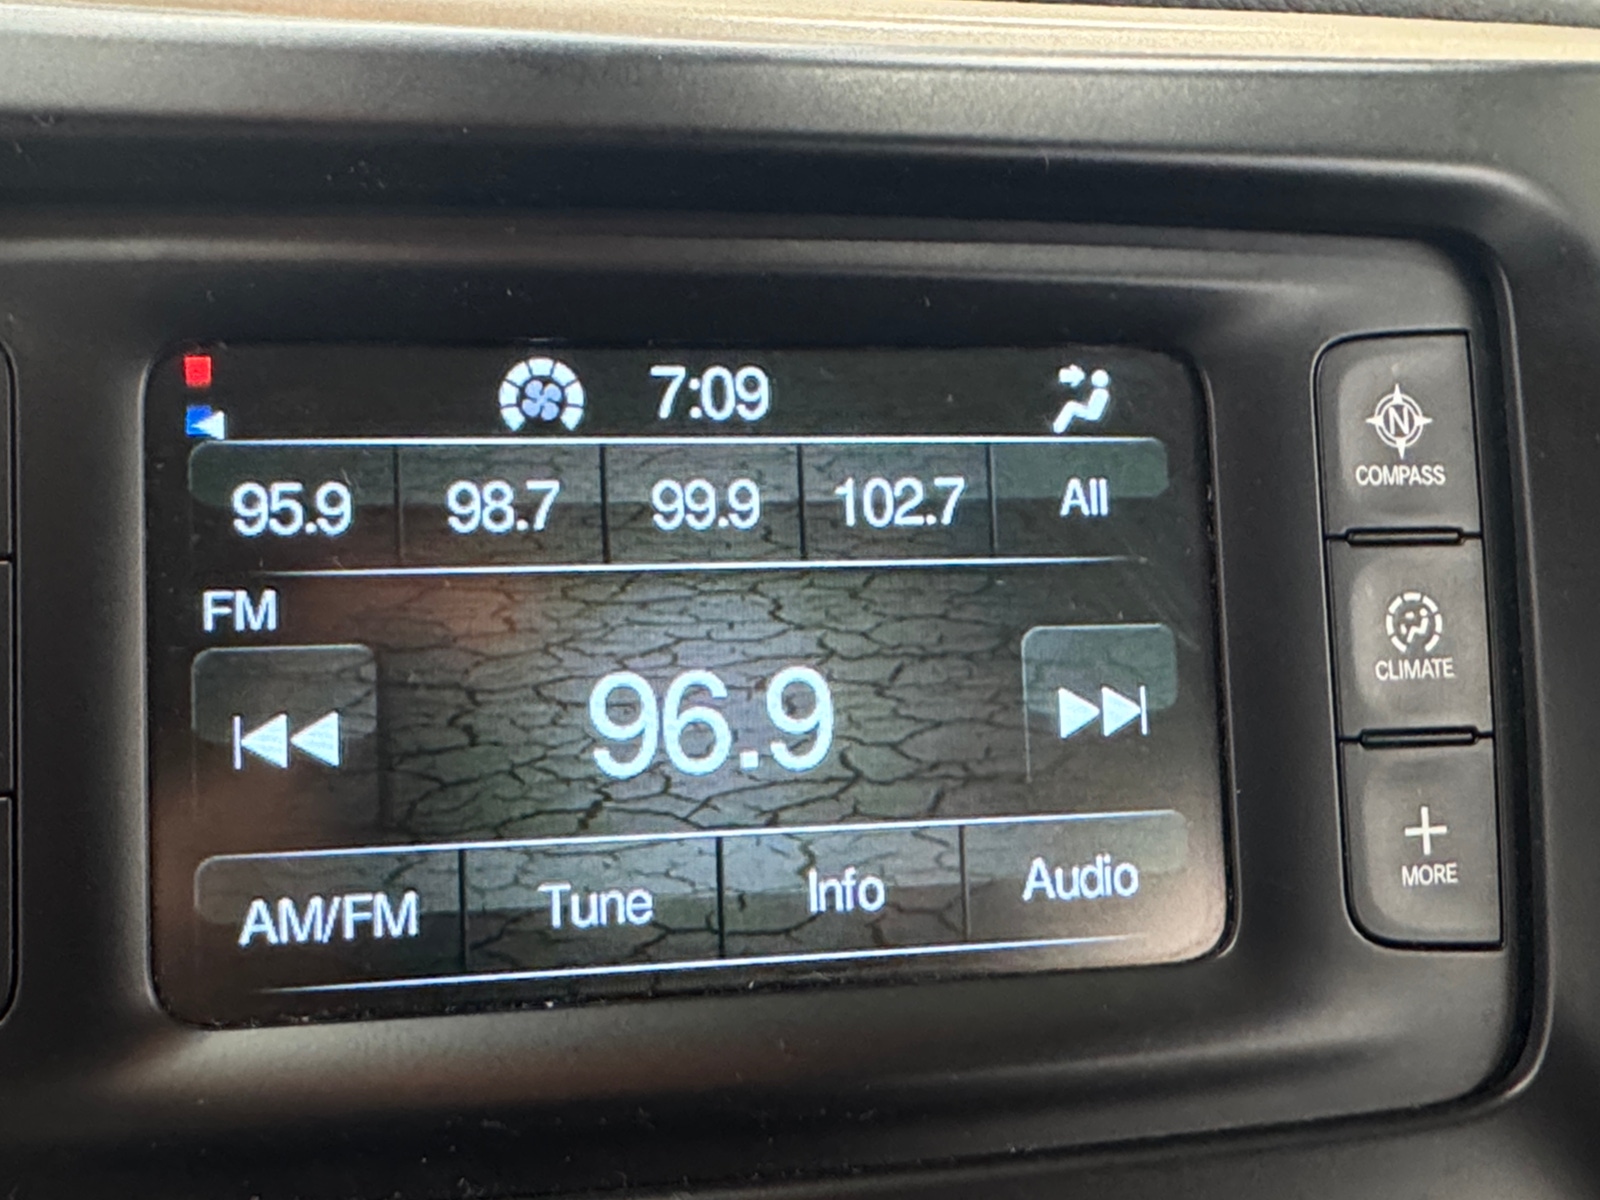 7:09
95.9 98.7 99.9 102.7 All
FM
96.9
AM/FM Tune Info Audio
N
COMPASS
CLIMATE
MORE